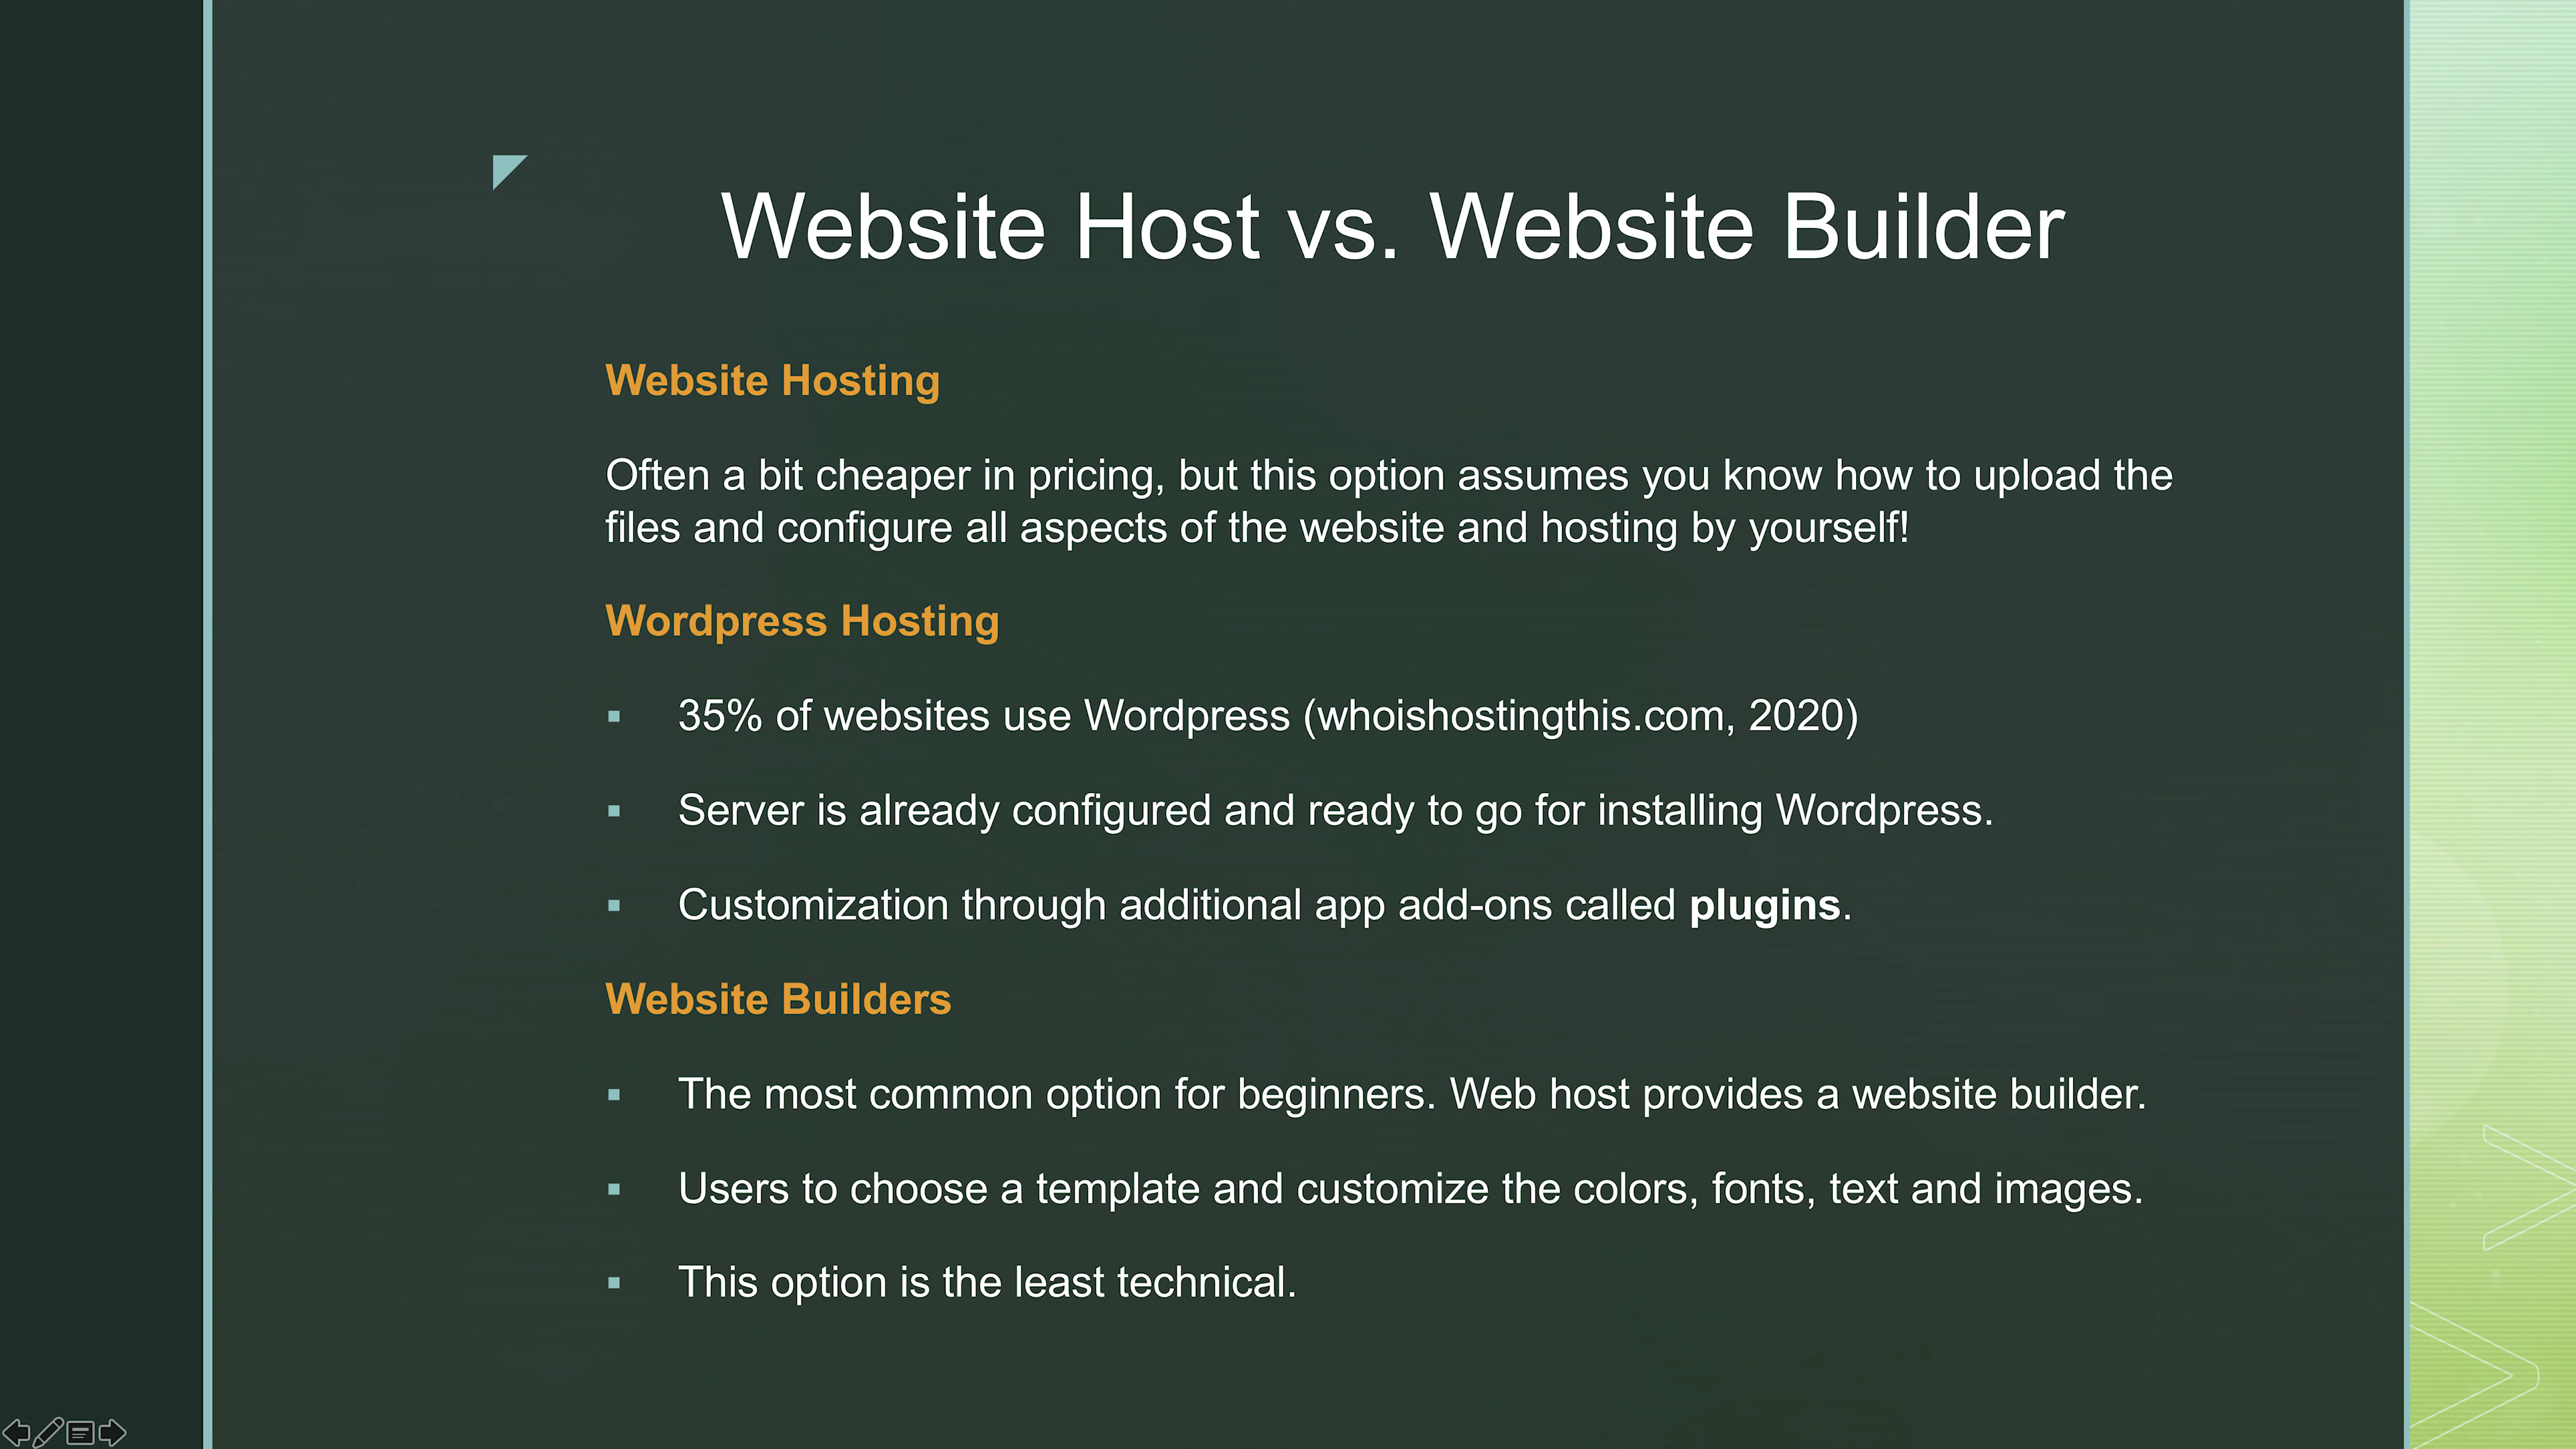 Website Host vs. Website Builder
Website Hosting
Often a bit cheaper in pricing, but this option assumes you know how to upload the
files and configure all aspects of the website and hosting by yourself!
Wordpress Hosting
▪ 35% of websites use Wordpress (whoishostingthis.com, 2020)
▪ Server is already configured and ready to go for installing Wordpress.
▪ Customization through additional app add-ons called plugins.
Website Builders
▪ The most common option for beginners. Web host provides a website builder.
▪ Users to choose a template and customize the colors, fonts, text and images.
▪ This option is the least technical.